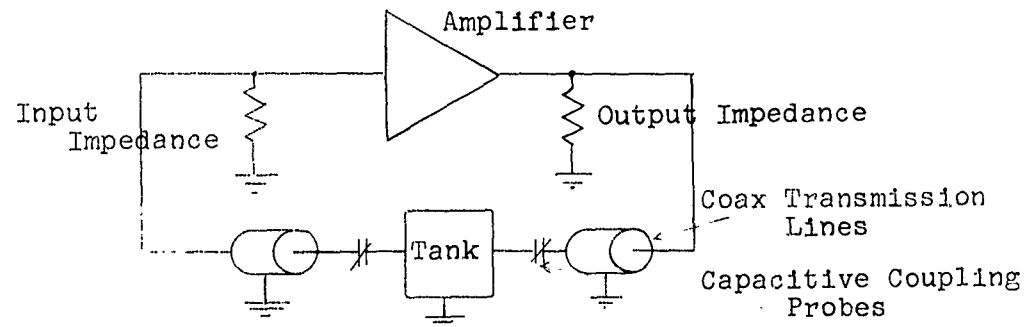 Amplifier
Input
Impedance
Output Impedance
Coax Transmission
Lines
Tank
Capacitive Coupling
Probes